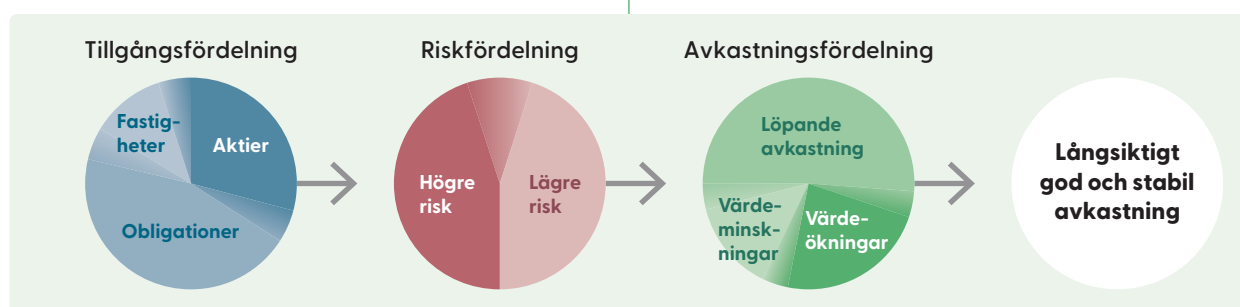 Tillgångsfördelning
Fastig-
heter
Aktier
Obligationer
Riskfördelning
Högre
risk
Lägre
risk
Avkastningsfördelning
Löpande
avkastning
Värde-
minsk-
ningar
Värde-
ökningar
Långsiktigt
god och stabil
avkastning